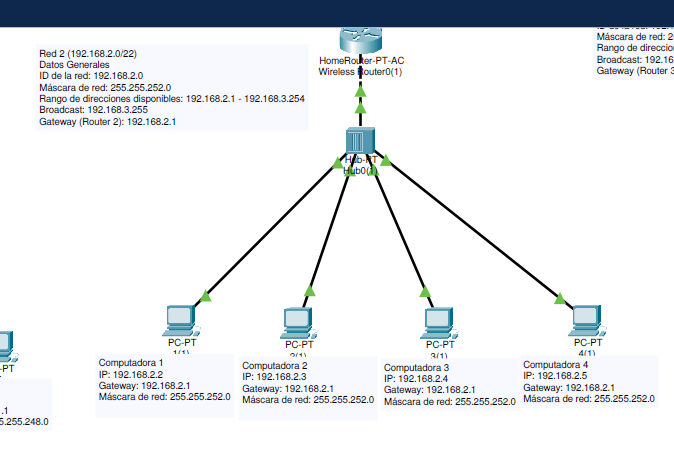 Red 2 (192.168.2.0/22)
Datos Generales
ID de la red: 192.168.2.0
Máscara de red: 255.255.252.0
Rango de direcciones disponibles: 192.168.2.1 - 192.168.3.254
Broadcast: 192.168.3.255
Gateway (Router 2): 192.168.2.1
HomeRouter-PT-AC
Wireless Router0(1)
Máscara de red: 2
Rango de direccio
Broadcast: 192.16
Gateway (Router 3
Hub-PT
Hub0(1)
PC-PT
1(1)
PC-PT
2(1)
PC-PT
3(1)
PC-PT
4(1)
-PT
Computadora 1
IP: 192.168.2.2
Gateway: 192.168.2.1
Máscara de red: 255.255.252.0
Computadora 2
IP: 192.168.2.3
Gateway: 192.168.2.1
Máscara de red: 255.255.252.0
Computadora 3
IP: 192.168.2.4
Gateway: 192.168.2.1
Máscara de red: 255.255.252.0
Computadora 4
IP: 192.168.2.5
Gateway: 192.168.2.1
Máscara de red: 255.255.252.0
.1
5.255.248.0